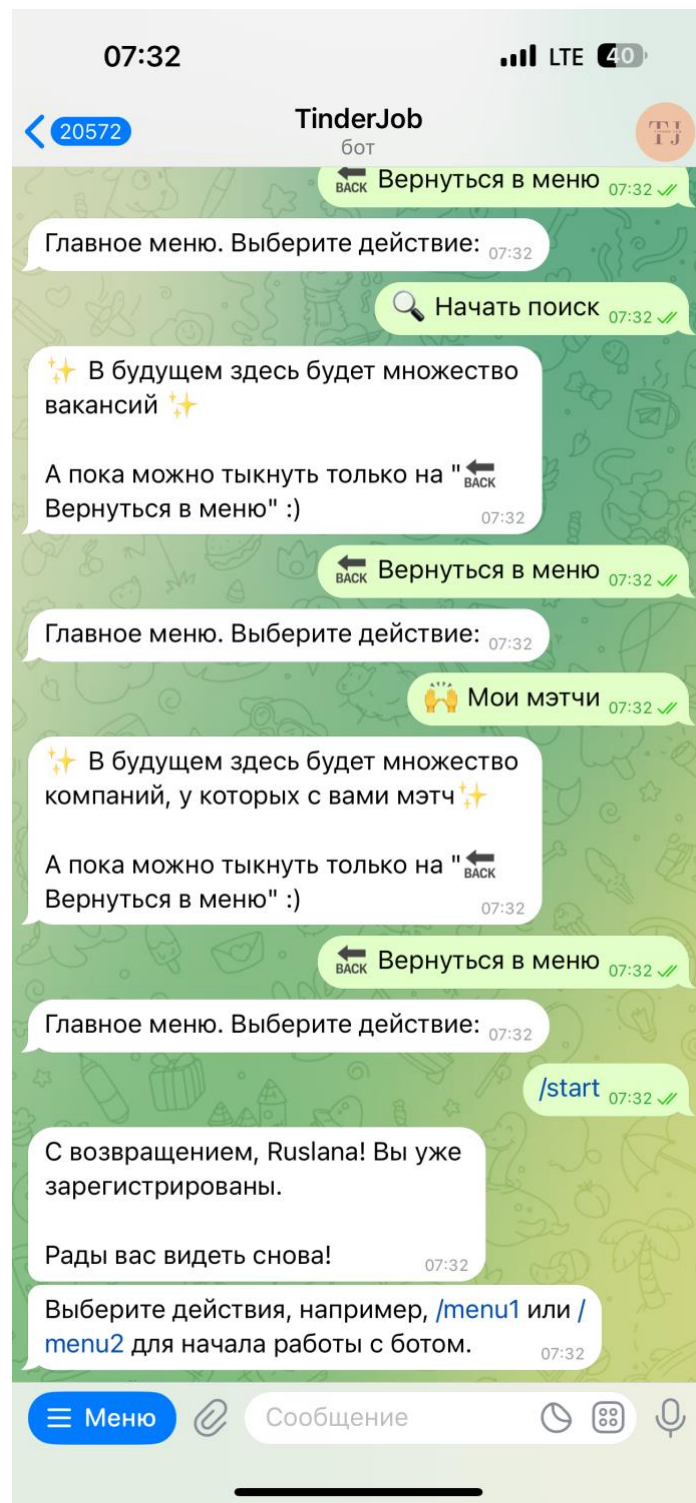 07:32
LTE 40
20572
TinderJob
бот
TJ
BACK Вернуться в меню 07:32
Главное меню. Выберите действие: 07:32
🔍 Начать поиск 07:32
✨ В будущем здесь будет множество
вакансий ✨
А пока можно тыкнуть только на "🔙
Вернуться в меню" :) 07:32
BACK Вернуться в меню 07:32
Главное меню. Выберите действие: 07:32
🙌 Мои мэтчи 07:32
✨ В будущем здесь будет множество
компаний, у которых с вами мэтч✨
А пока можно тыкнуть только на "🔙
Вернуться в меню" :) 07:32
BACK Вернуться в меню 07:32
Главное меню. Выберите действие: 07:32
/start 07:32
С возвращением, Ruslana! Вы уже
зарегистрированы.
Рады вас видеть снова! 07:32
Выберите действия, например, /menu1 или /
menu2 для начала работы с ботом. 07:32
Меню
Сообщение